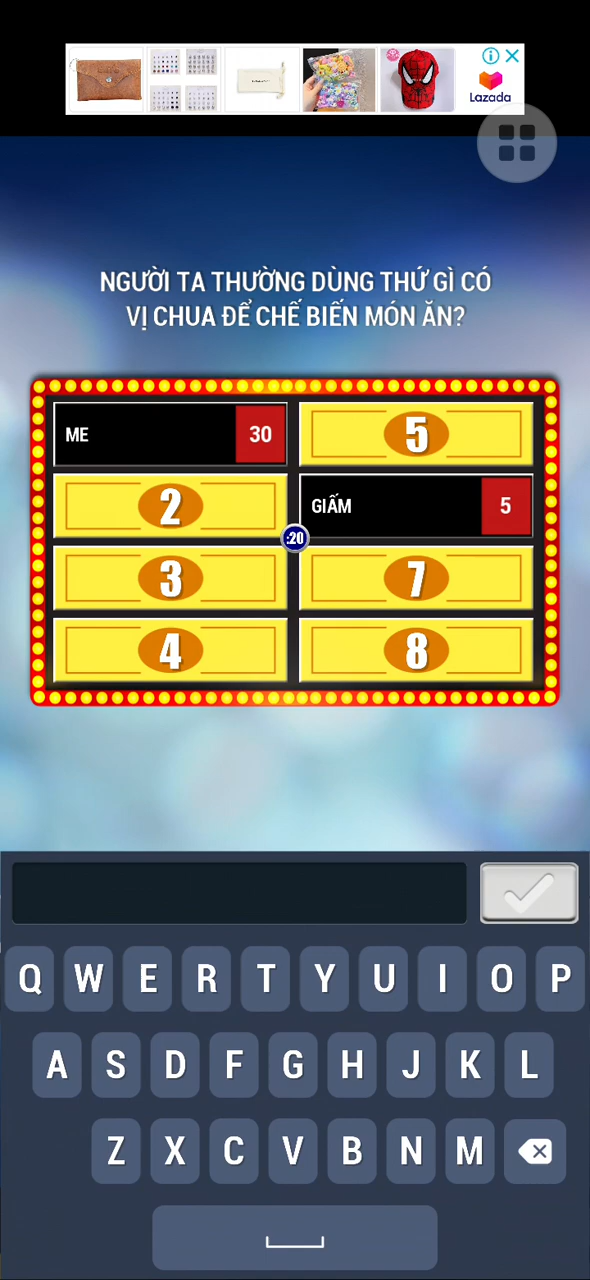 Lazada
NGƯỜI TA THƯỜNG DÙNG THỨ GÌ CÓ
VỊ CHUA ĐỂ CHẾ BIẾN MÓN ĂN?
ME 30
5
2
GIẤM 5
:20
3
7
4
8
Q W E R T Y U I O P
A S D F G H J K L
Z X C V B N M